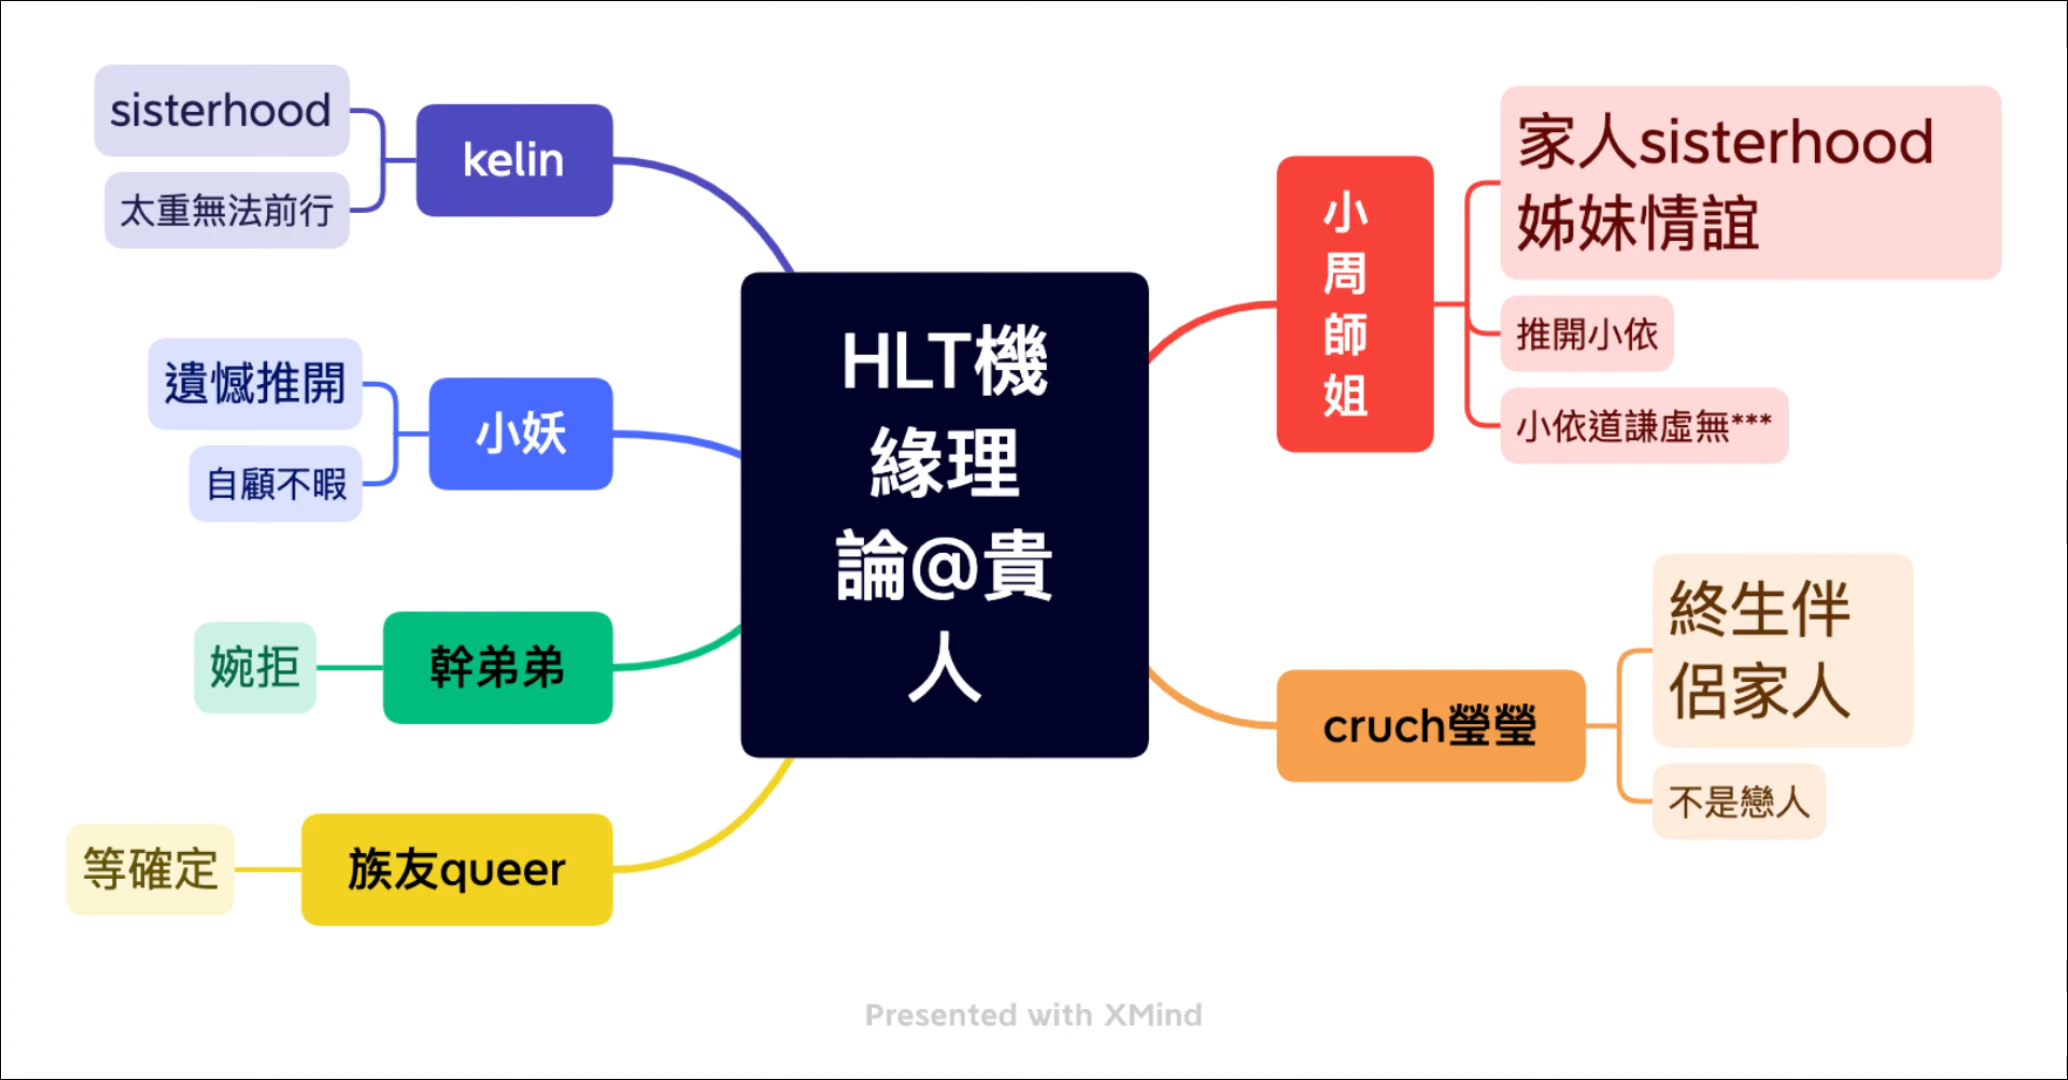 HLT機
緣理
論@貴
人
小
周
師
姐
家人sisterhood
姊妹情誼
推開小依
小依道謙虛無***
cruch瑩瑩
終生伴
侶家人
不是戀人
kelin
sisterhood
太重無法前行
小妖
遺憾推開
自顧不暇
幹弟弟
婉拒
族友queer
等確定
Presented with XMind